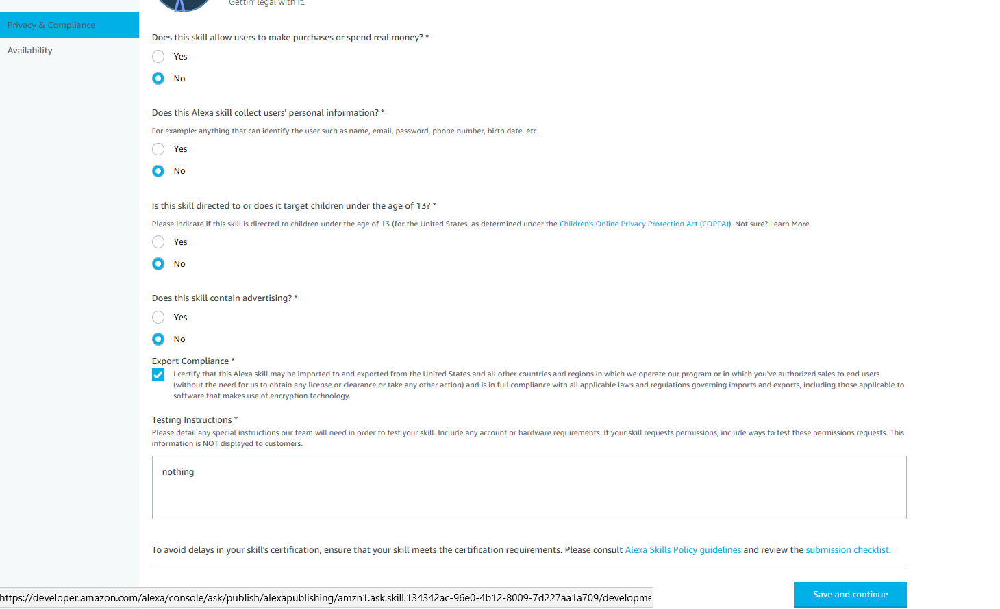 Gettin' legal with it.
Privacy & Compliance
Availability
Does this skill allow users to make purchases or spend real money? *
Yes
No
Does this Alexa skill collect users' personal information? *
For example: anything that can identify the user such as name, email, password, phone number, birth date, etc.
Yes
No
Is this skill directed to or does it target children under the age of 13? *
Please indicate if this skill is directed to children under the age of 13 (for the United States, as determined under the Children's Online Privacy Protection Act (COPPA)). Not sure? Learn More.
Yes
No
Does this skill contain advertising? *
Yes
No
Export Compliance *
I certify that this Alexa skill may be imported to and exported from the United States and all other countries and regions in which we operate our program or in which you've authorized sales to end users
(without the need for us to obtain any license or clearance or take any other action) and is in full compliance with all applicable laws and regulations governing imports and exports, including those applicable to
software that makes use of encryption technology.
Testing Instructions *
Please detail any special instructions our team will need in order to test your skill. Include any account or hardware requirements. If your skill requests permissions, include ways to test these permissions requests. This
information is NOT displayed to customers.
nothing
To avoid delays in your skill's certification, ensure that your skill meets the certification requirements. Please consult Alexa Skills Policy guidelines and review the submission checklist.
https://developer.amazon.com/alexa/console/ask/publish/alexapublishing/amzn1.ask.skill.134342ac-96e0-4b12-8009-7d227aa1a709/developme
Save and continue